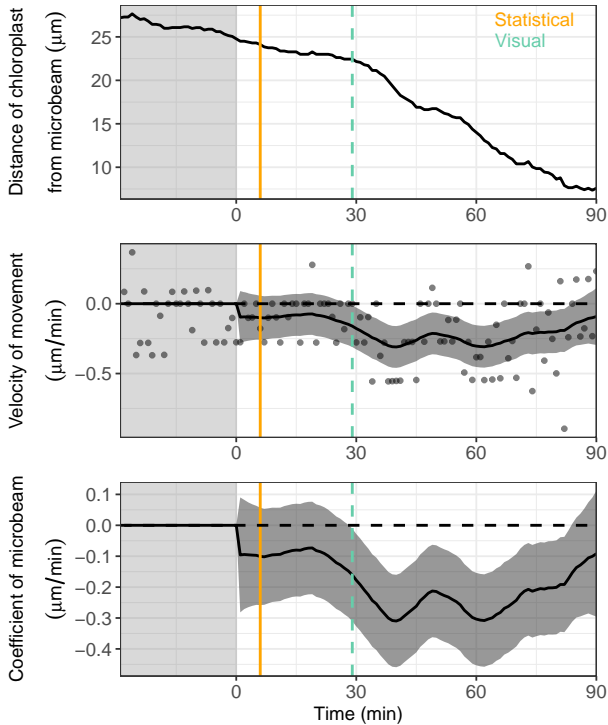 Distance of chloroplast
from microbeam (μm)
25
20
15
10
Statistical
Visual
0
30
60
90
Velocity of movement
(μm/min)
0.0
−0.5
0
30
60
90
Coefficient of microbeam
(μm/min)
0.1
0.0
−0.1
−0.2
−0.3
−0.4
0
30
60
90
Time (min)